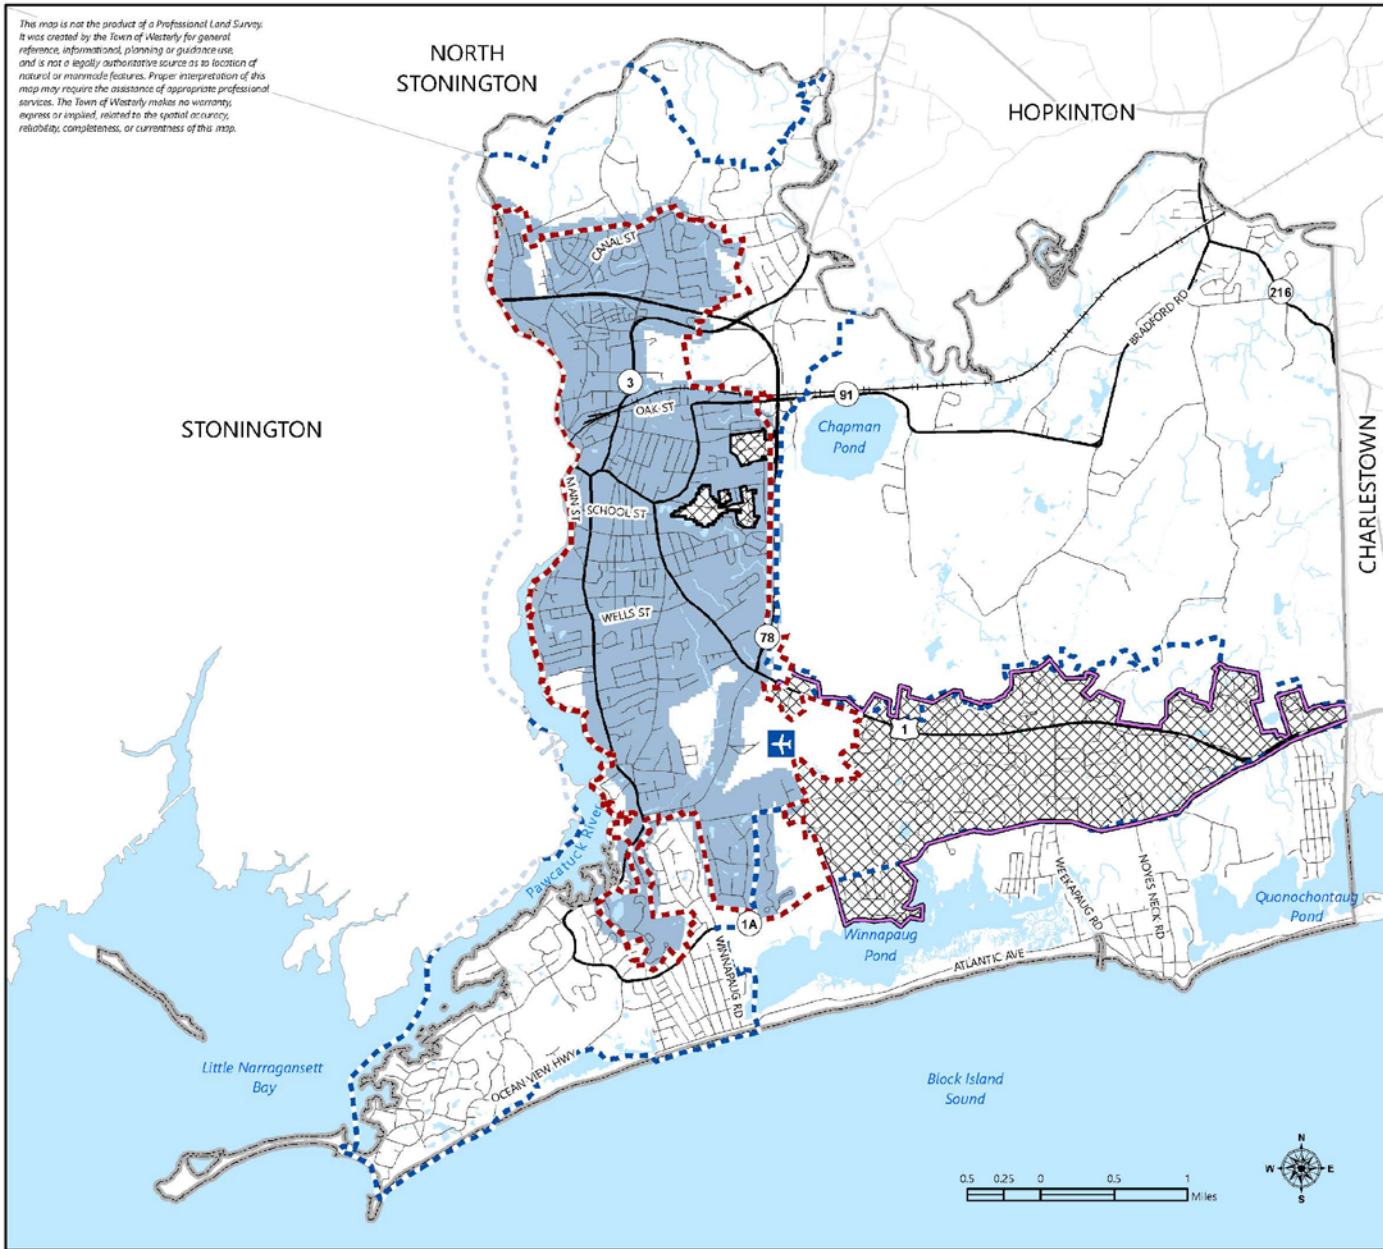 This map is not the product of a Professional Land Survey.
It was created by the Town of Westerly for general
reference, informational, planning or guidance use,
and is not a legally authoritative source as to location of
natural or manmade features. Proper interpretation of this
map may require the assistance of appropriate professional
services. The Town of Westerly makes no warranty,
express or implied, related to the spatial accuracy,
reliability, completeness, or currentness of this map.
NORTH
STONINGTON
HOPKINTON
CANAL ST
216
BRADFORD RD
3
91
OAK ST
Chapman
Pond
STONINGTON
CHARLESTOWN
MAIN ST
SCHOOL ST
WELLS ST
78
1
Pawcatuck River
1A
WEEKAPAUG RD
NOYES NECK RD
Quonochontaug
Pond
Winnapaug
Pond
WINNAPAUG RD
ATLANTIC AVE
Little Narragansett
Bay
OCEAN VIEW HWY
Block Island
Sound
N
W
E
S
0.5 0.25 0 0.5 1
Miles